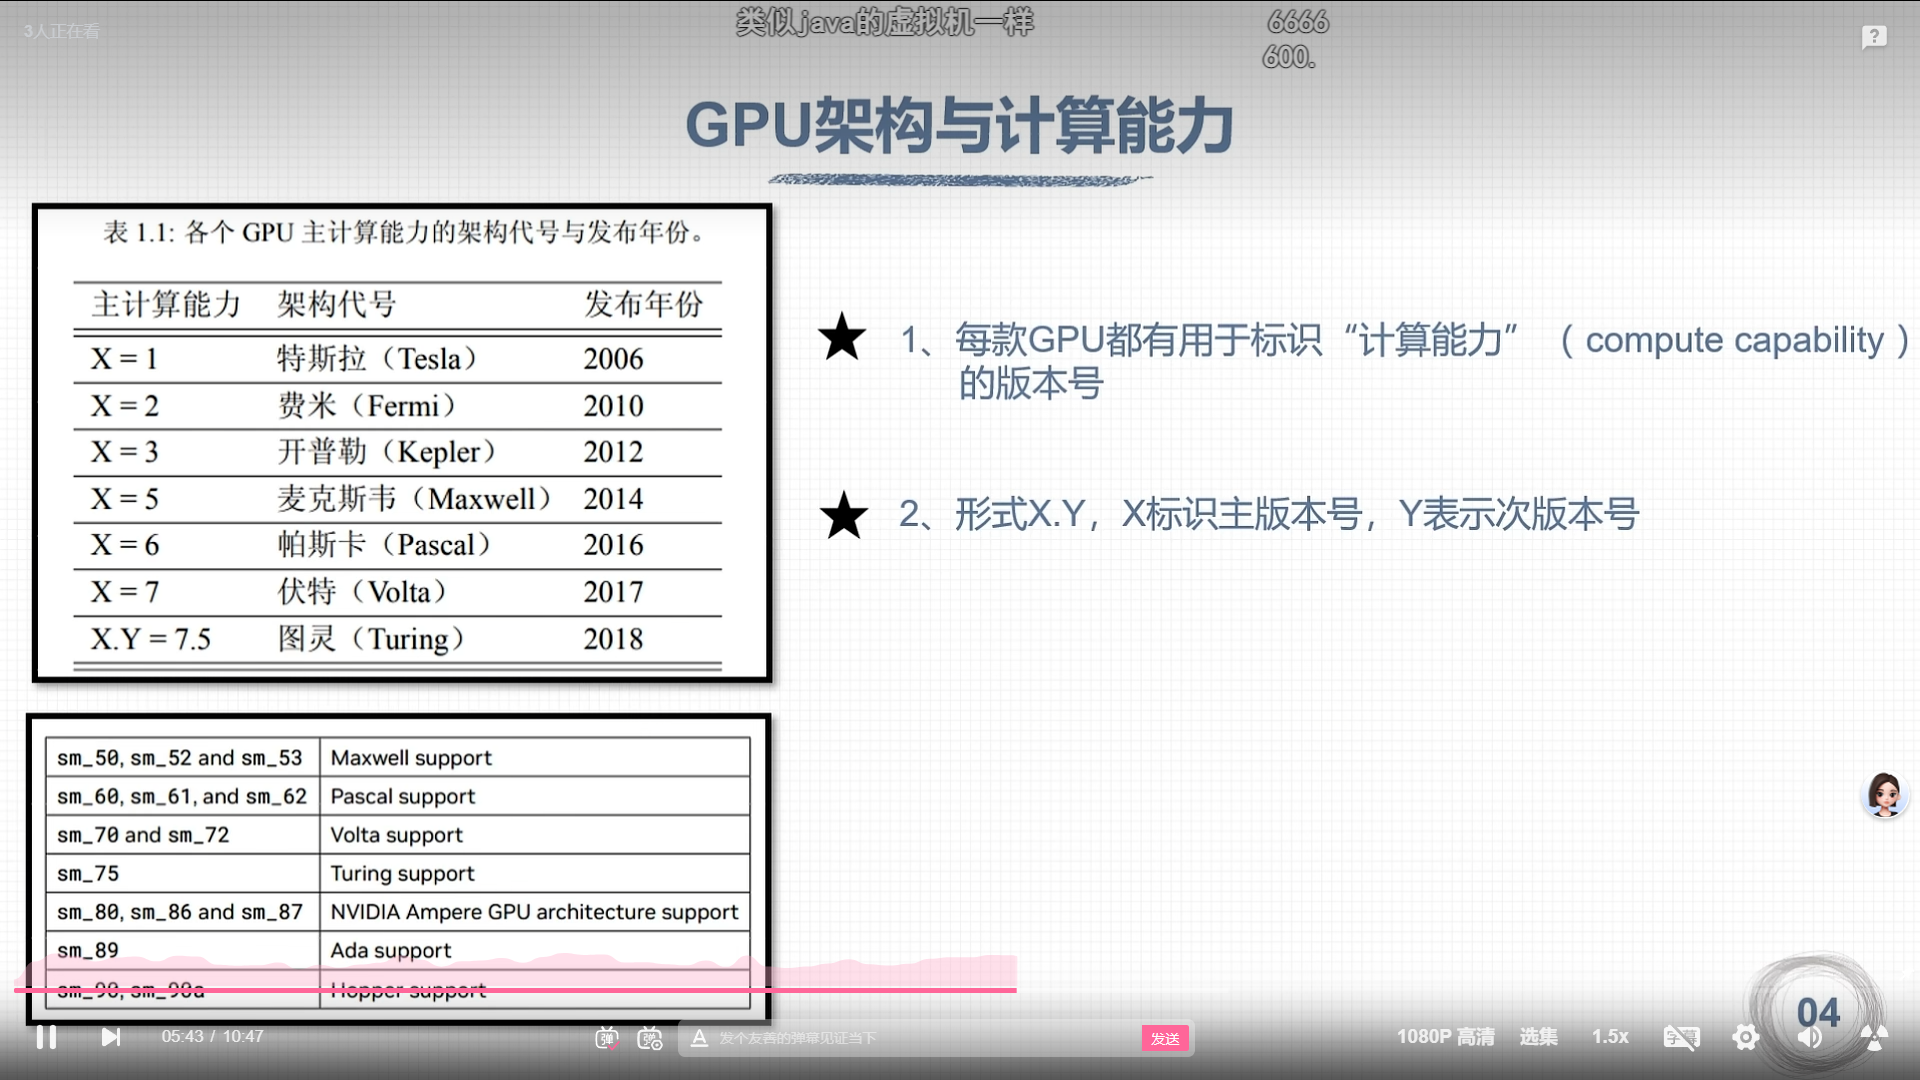 类似java的虚拟机一样
6666
3人正在看
600.
GPU架构与计算能力
表 1.1: 各个 GPU 主计算能力的架构代号与发布年份。
主计算能力 架构代号 发布年份
X = 1 特斯拉（Tesla） 2006
X = 2 费米（Fermi） 2010
X = 3 开普勒（Kepler） 2012
X = 5 麦克斯韦（Maxwell） 2014
X = 6 帕斯卡（Pascal） 2016
X = 7 伏特（Volta） 2017
X.Y = 7.5 图灵（Turing） 2018
1、每款GPU都有用于标识“计算能力”（compute capability）
的版本号
2、形式X.Y，X标识主版本号，Y表示次版本号
sm_50, sm_52 and sm_53 Maxwell support
sm_60, sm_61, and sm_62 Pascal support
sm_70 and sm_72 Volta support
sm_75 Turing support
sm_80, sm_86 and sm_87 NVIDIA Ampere GPU architecture support
sm_89 Ada support
sm_90, sm_90a Hopper support
04
05:43 / 10:47
弹
弹
A
发个友善的弹幕见证当下
发送
1080P 高清
选集
1.5x
字幕